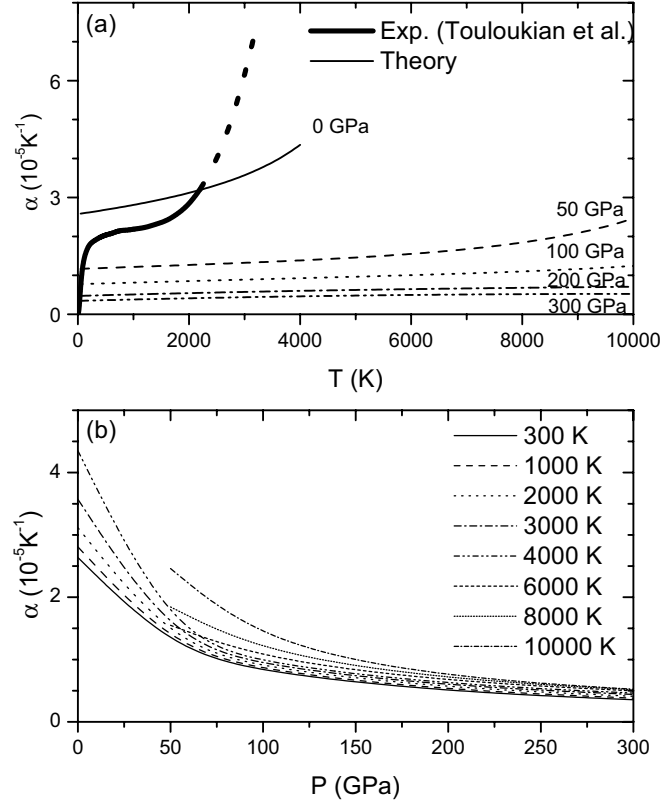 (a)
Exp. (Touloukian et al.)
Theory
0 GPa
50 GPa
100 GPa
200 GPa
300 GPa
α (10⁻⁵K⁻¹)
7
6
3
0
0 2000 4000 6000 8000 10000
T (K)
(b)
300 K
1000 K
2000 K
3000 K
4000 K
6000 K
8000 K
10000 K
α (10⁻⁵K⁻¹)
4
2
0
0 50 100 150 200 250 300
P (GPa)